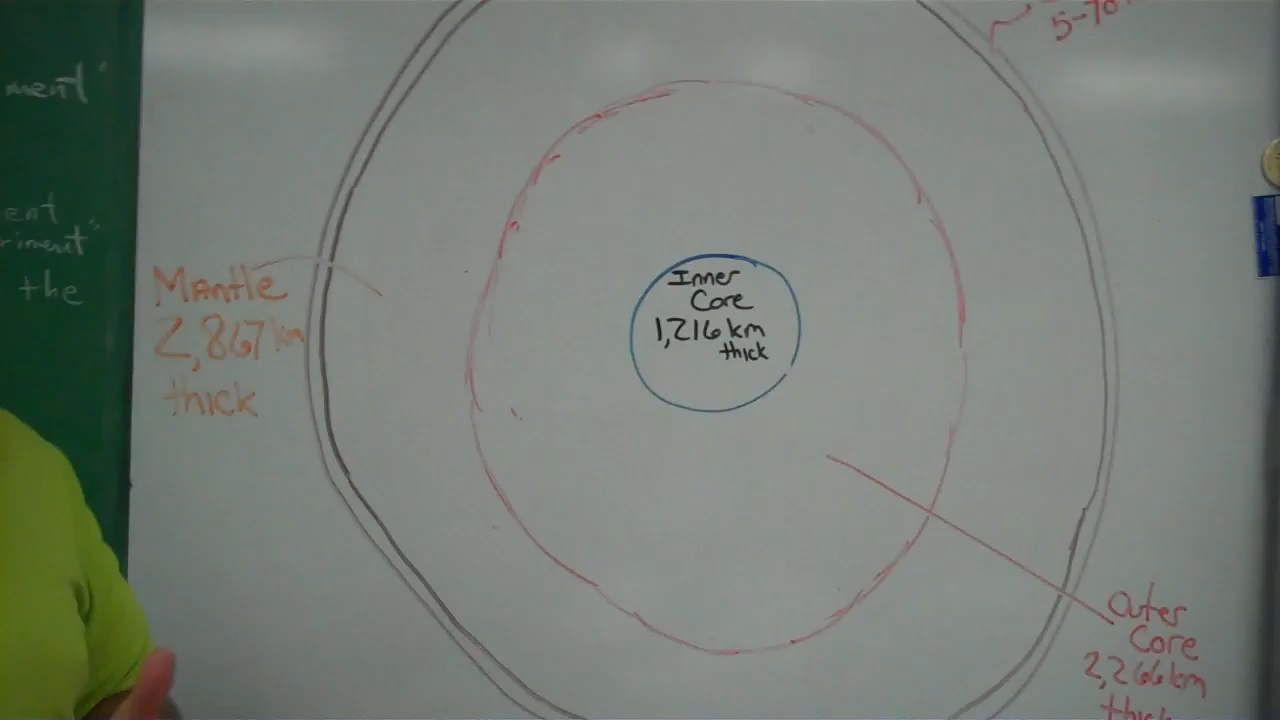 ment"
ent
riment"
the
5-70
Mantle
2,867 km
thick
Inner
Core
1,216 km
thick
Outer
Core
2,266 km
thick